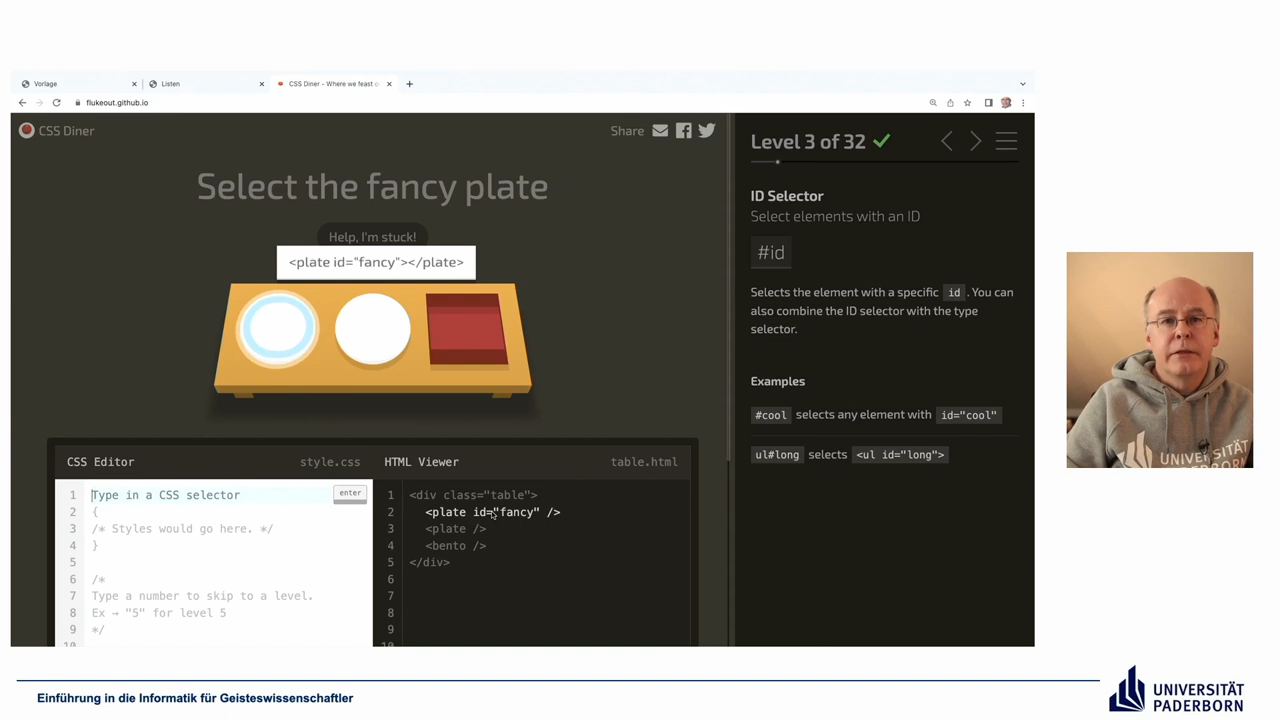 Vorlage
Listen
CSS Diner - Where we feast o
flukeout.github.io
CSS Diner
Share
Level 3 of 32
Select the fancy plate
Help, I'm stuck!
<plate id="fancy"></plate>
ID Selector
Select elements with an ID
#id
Selects the element with a specific id. You can
also combine the ID selector with the type
selector.
Examples
#cool selects any element with id="cool"
ul#long selects <ul id="long">
CSS Editor style.css
1 Type in a CSS selector enter
2 {
3 /* Styles would go here. */
4 }
5
6 /*
7 Type a number to skip to a level.
8 Ex → "5" for level 5
9 */
10
HTML Viewer table.html
1 <div class="table">
2 <plate id="fancy" />
3 <plate />
4 <bento />
5 </div>
6
7
8
9
10
UNIVERSITÄT
PADERBORN
Einführung in die Informatik für Geisteswissenschaftler
UNIVERSITÄT
PADERBORN